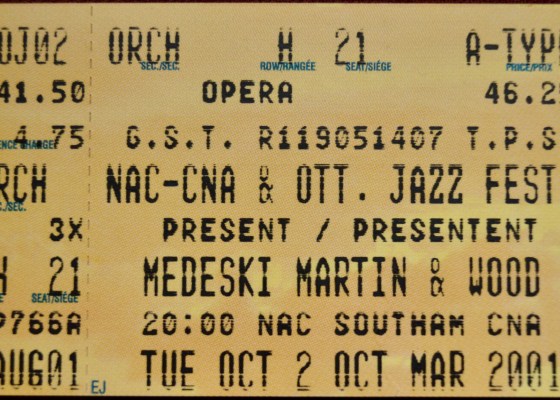 OJ02 ORCH H 21 A-TYP
SEC./SEC. ROW/RANGÉE SEAT/SIÈGE PRICE/PRIX
41.50 OPERA 46.2
4.75 G.S.T. R119051407 T.P.S
RCH NAC-CNA & OTT. JAZZ FEST
3X PRESENT / PRESENTENT
21 MEDESKI MARTIN & WOOD
SEAT/SIÈGE
P766A 20:00 NAC SOUTHAM CNA
AUG01 TUE OCT 2 OCT MAR 2001
EJ